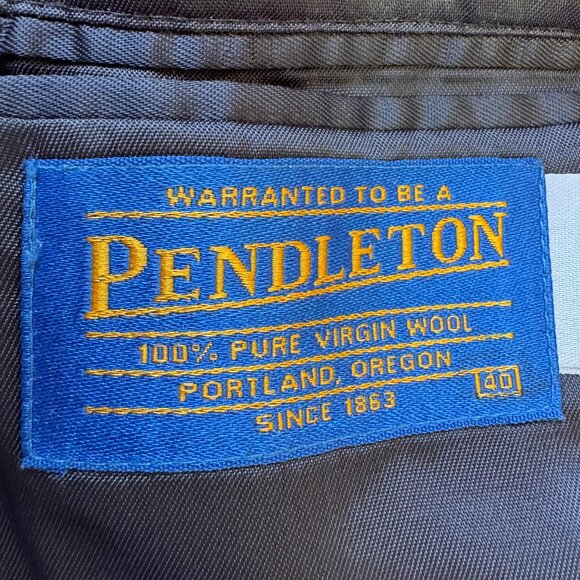 WARRANTED TO BE A
PENDLETON
100% PURE VIRGIN WOOL
PORTLAND, OREGON
SINCE 1863
40